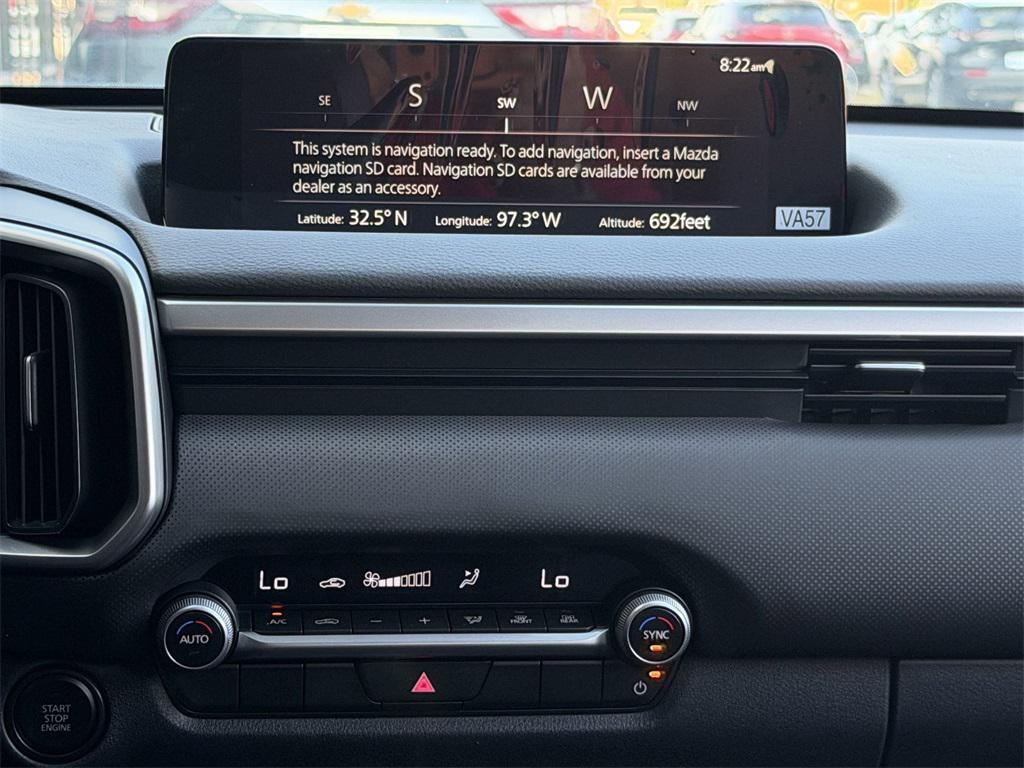 8:22am
SE S SW W NW
This system is navigation ready. To add navigation, insert a Mazda
navigation SD card. Navigation SD cards are available from your
dealer as an accessory.
Latitude: 32.5° N Longitude: 97.3° W Altitude: 692feet
VA57
Lo Lo
A/C − + FRONT REAR
AUTO
SYNC
START
STOP
ENGINE